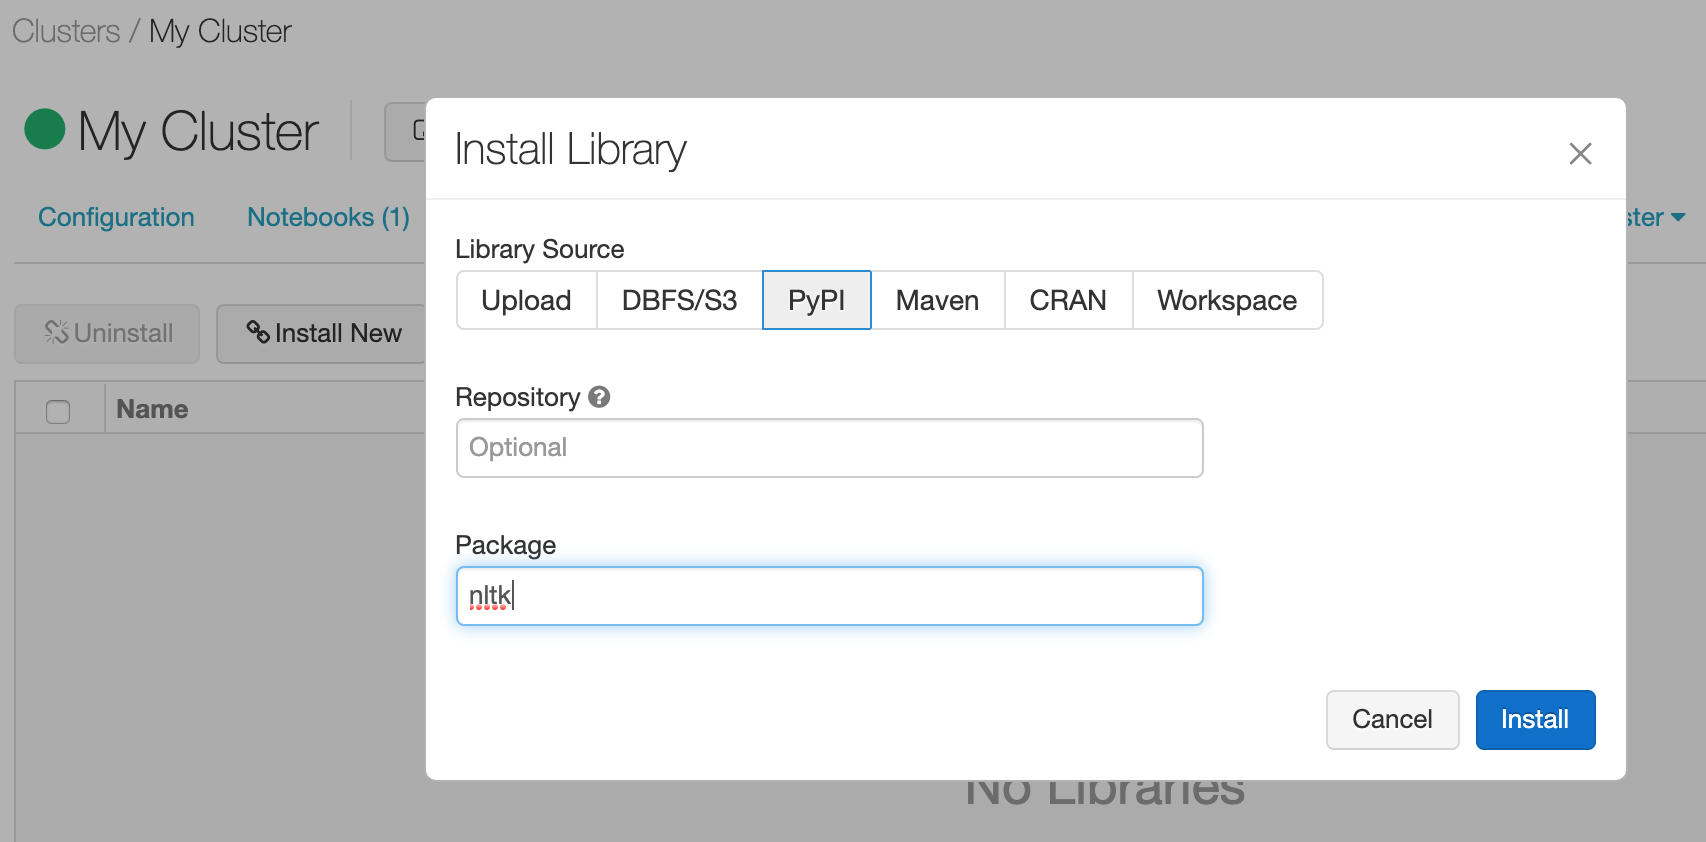 Clusters / My Cluster
My Cluster
Configuration
Notebooks (1)
Uninstall
Install New
Name
Install Library
Library Source
Upload
DBFS/S3
PyPI
Maven
CRAN
Workspace
Repository
Optional
Package
nltk
Cancel
Install
No Libraries